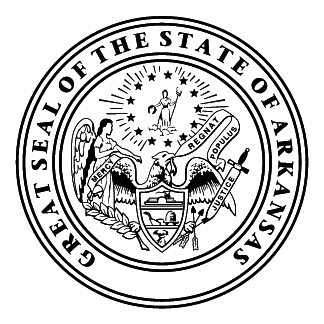 GREAT SEAL OF THE STATE OF ARKANSAS
REGNAT
POPULUS
MERCY
JUSTICE